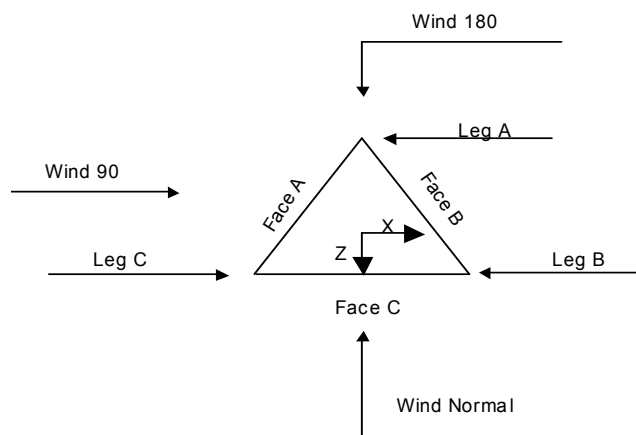 Wind 180
Leg A
Wind 90
Face A
Face B
X
Z
Leg C
Leg B
Face C
Wind Normal